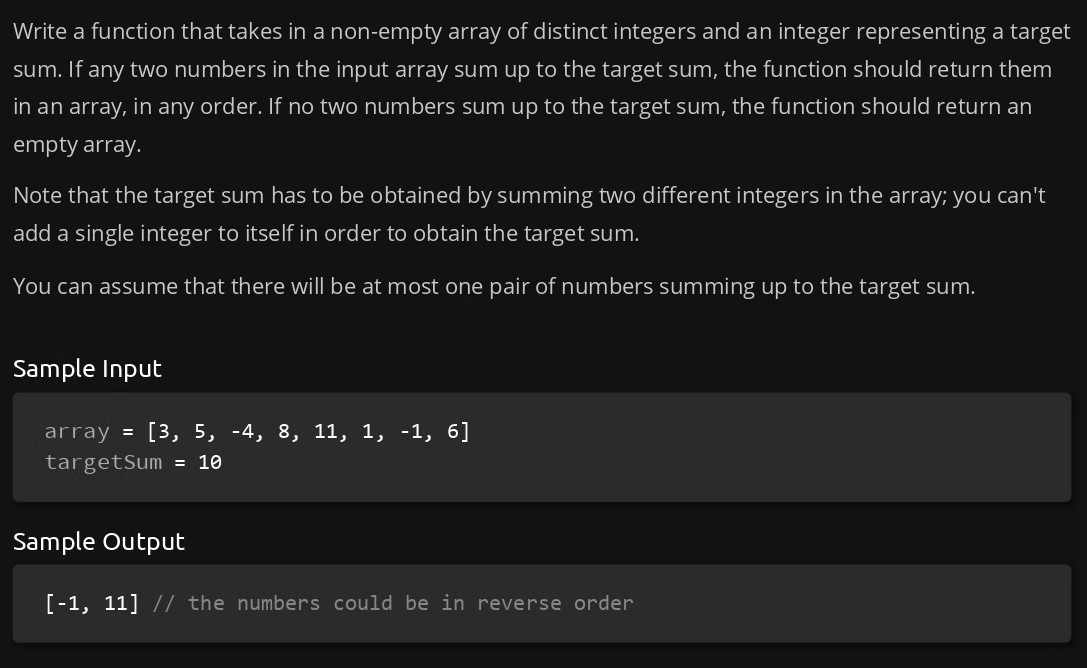 Write a function that takes in a non-empty array of distinct integers and an integer representing a target
sum. If any two numbers in the input array sum up to the target sum, the function should return them
in an array, in any order. If no two numbers sum up to the target sum, the function should return an
empty array.
Note that the target sum has to be obtained by summing two different integers in the array; you can't
add a single integer to itself in order to obtain the target sum.
You can assume that there will be at most one pair of numbers summing up to the target sum.
Sample Input
array = [3, 5, -4, 8, 11, 1, -1, 6]
targetSum = 10
Sample Output
[-1, 11] // the numbers could be in reverse order